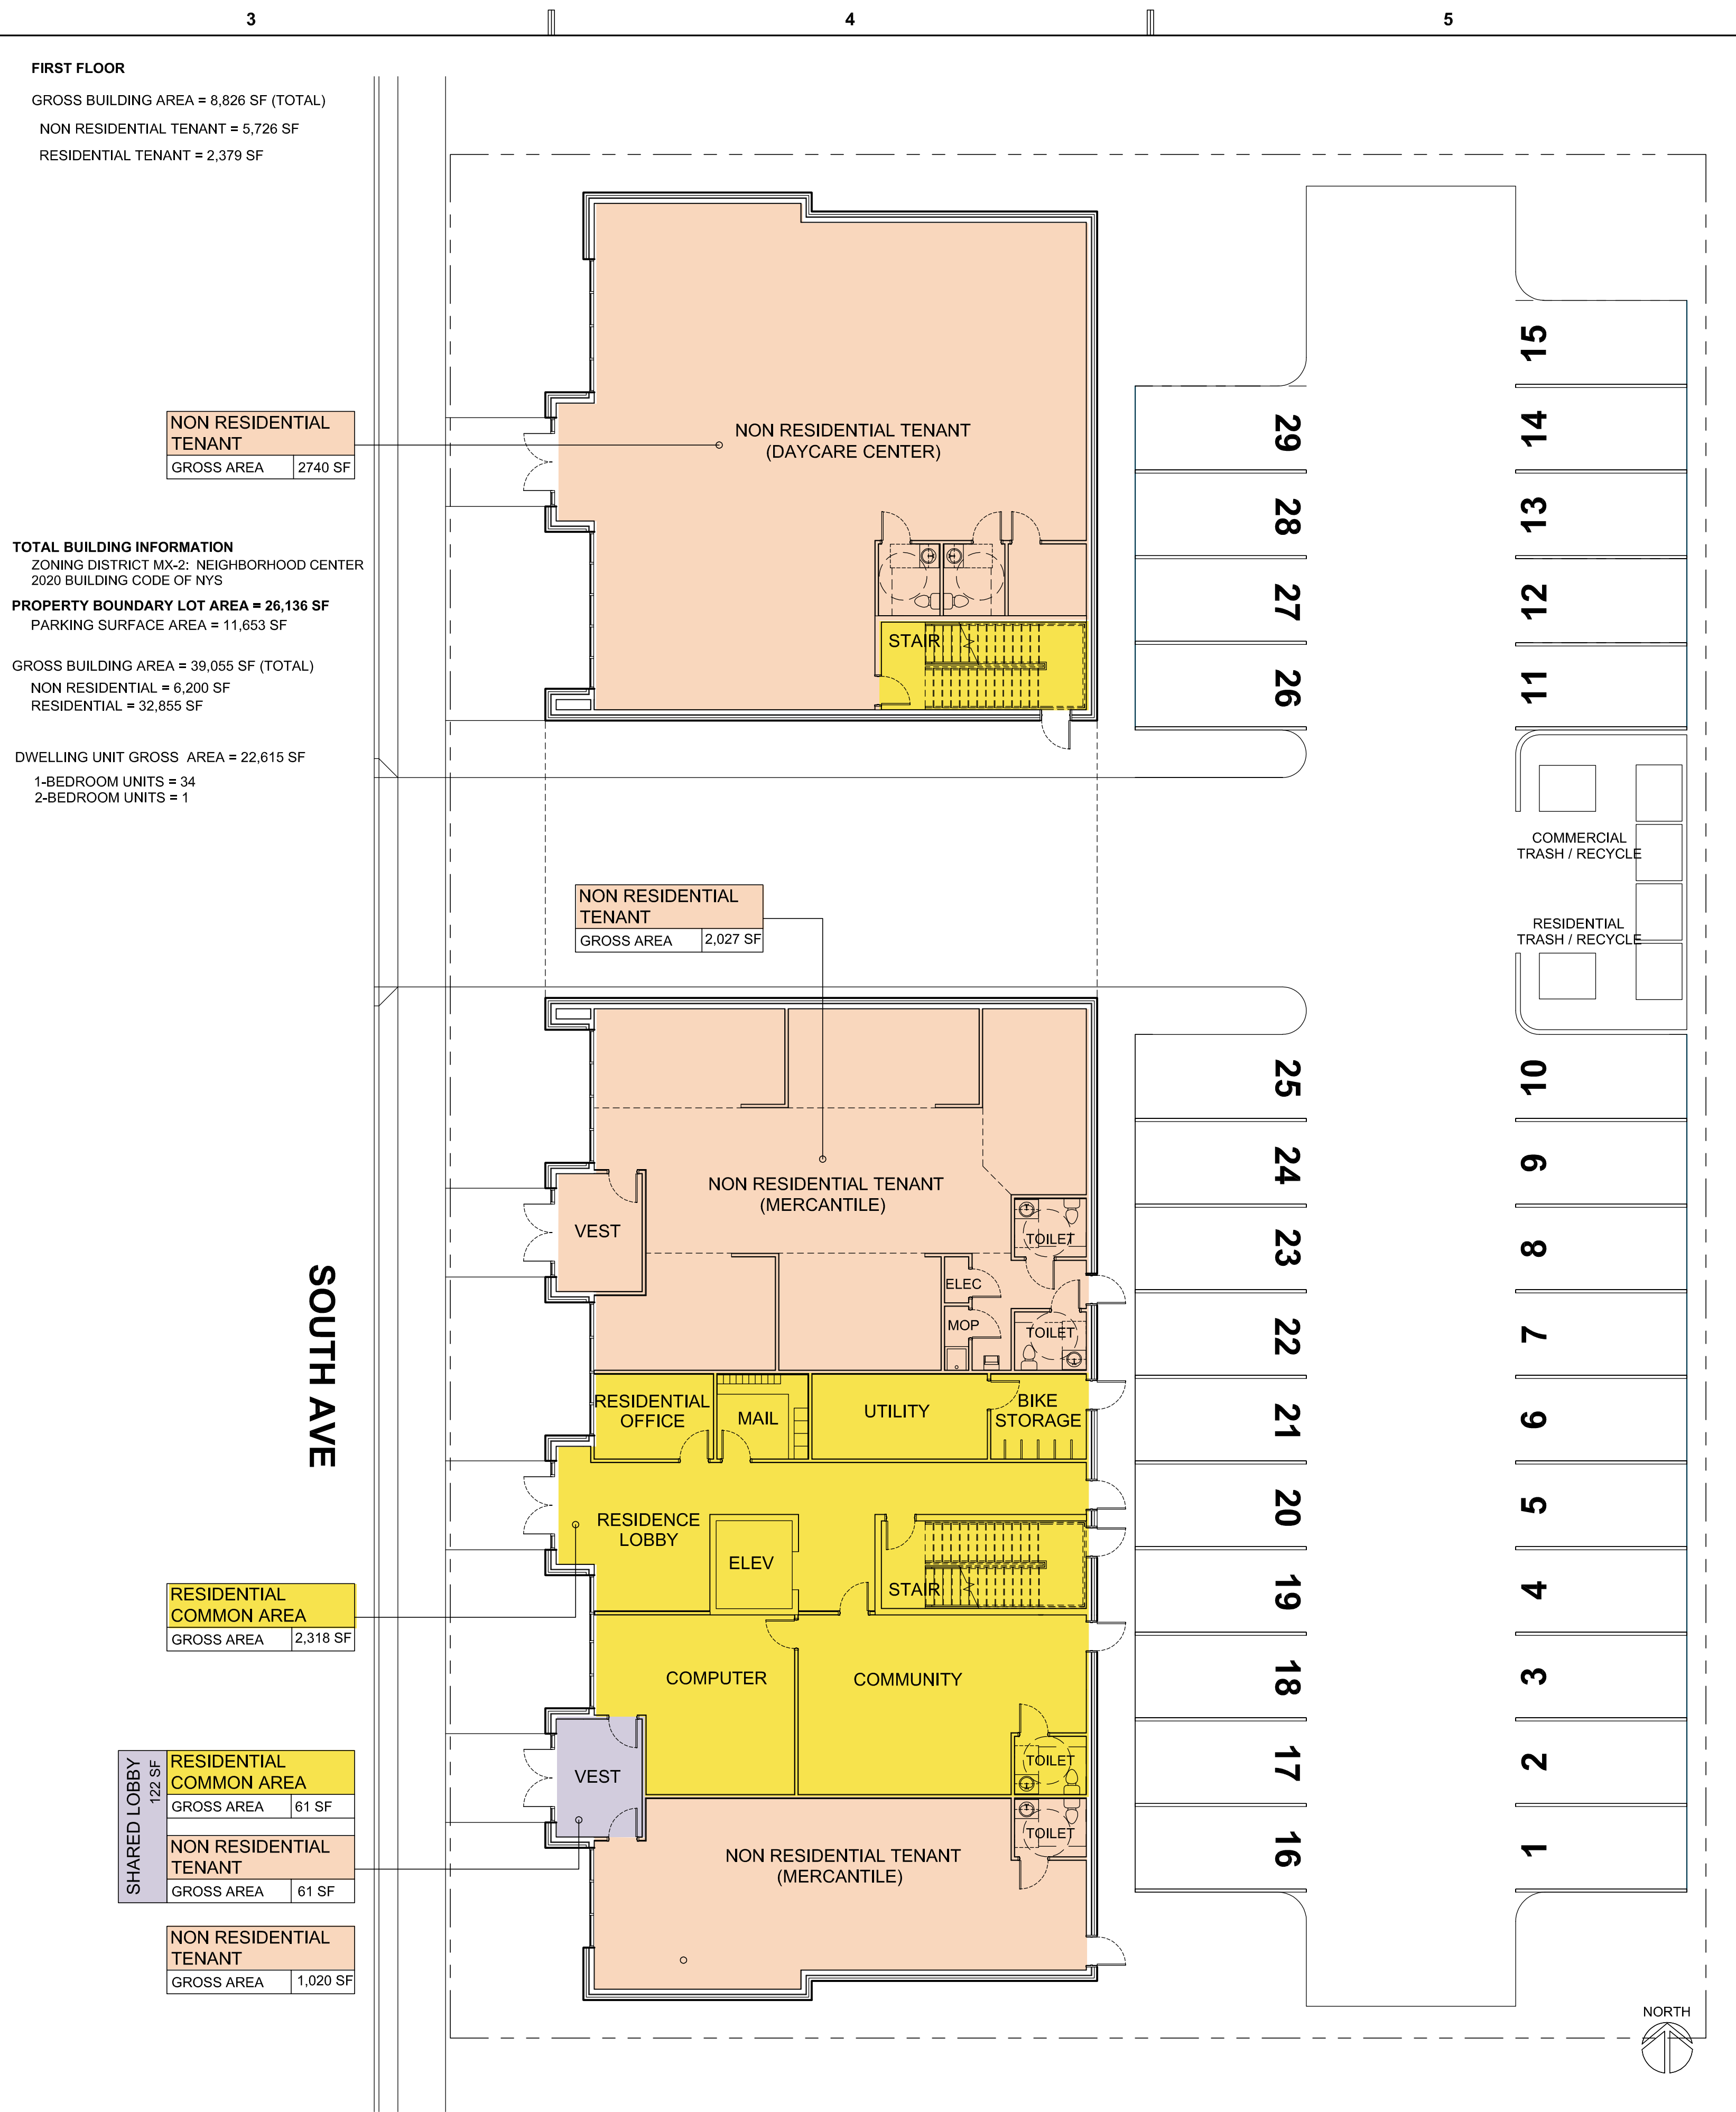 3
4
5
FIRST FLOOR
GROSS BUILDING AREA = 8,826 SF (TOTAL)
NON RESIDENTIAL TENANT = 5,726 SF
RESIDENTIAL TENANT = 2,379 SF
NON RESIDENTIAL
TENANT
GROSS AREA 2740 SF
TOTAL BUILDING INFORMATION
ZONING DISTRICT MX-2: NEIGHBORHOOD CENTER
2020 BUILDING CODE OF NYS
PROPERTY BOUNDARY LOT AREA = 26,136 SF
PARKING SURFACE AREA = 11,653 SF
GROSS BUILDING AREA = 39,055 SF (TOTAL)
NON RESIDENTIAL = 6,200 SF
RESIDENTIAL = 32,855 SF
DWELLING UNIT GROSS AREA = 22,615 SF
1-BEDROOM UNITS = 34
2-BEDROOM UNITS = 1
NON RESIDENTIAL TENANT
(DAYCARE CENTER)
STAIR
NON RESIDENTIAL
TENANT
GROSS AREA 2,027 SF
NON RESIDENTIAL TENANT
(MERCANTILE)
VEST
TOILET
ELEC
MOP
TOILET
SOUTH AVE
RESIDENTIAL
OFFICE
MAIL
UTILITY
BIKE
STORAGE
RESIDENCE
LOBBY
ELEV
STAIR
RESIDENTIAL
COMMON AREA
GROSS AREA 2,318 SF
COMPUTER
COMMUNITY
TOILET
VEST
SHARED LOBBY
122 SF
RESIDENTIAL
COMMON AREA
GROSS AREA 61 SF
NON RESIDENTIAL
TENANT
GROSS AREA 61 SF
TOILET
NON RESIDENTIAL TENANT
(MERCANTILE)
NON RESIDENTIAL
TENANT
GROSS AREA 1,020 SF
29
28
27
26
25
24
23
22
21
20
19
18
17
16
15
14
13
12
11
COMMERCIAL
TRASH / RECYCLE
RESIDENTIAL
TRASH / RECYCLE
10
9
8
7
6
5
4
3
2
1
NORTH